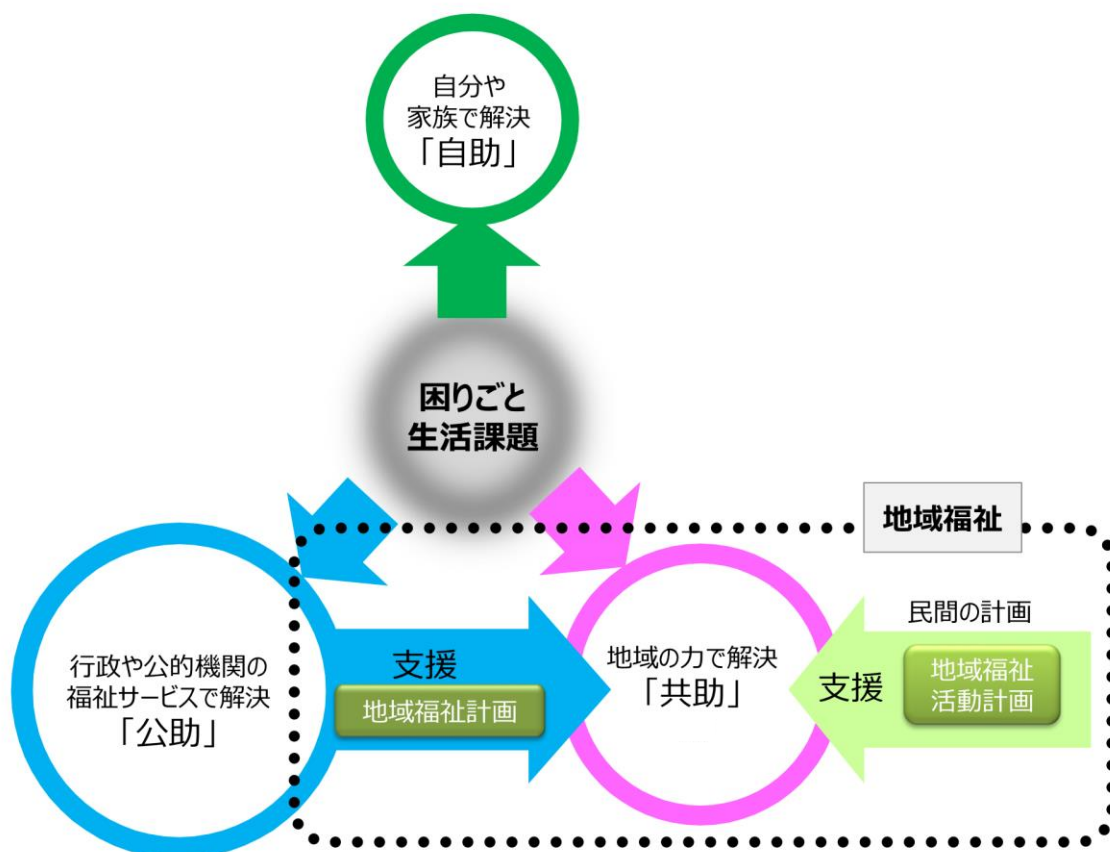 自分や
家族で解決
「自助」
困りごと
生活課題
地域福祉
行政や公的機関の
福祉サービスで解決
「公助」
支援
地域福祉計画
地域の力で解決
「共助」
民間の計画
支援
地域福祉
活動計画